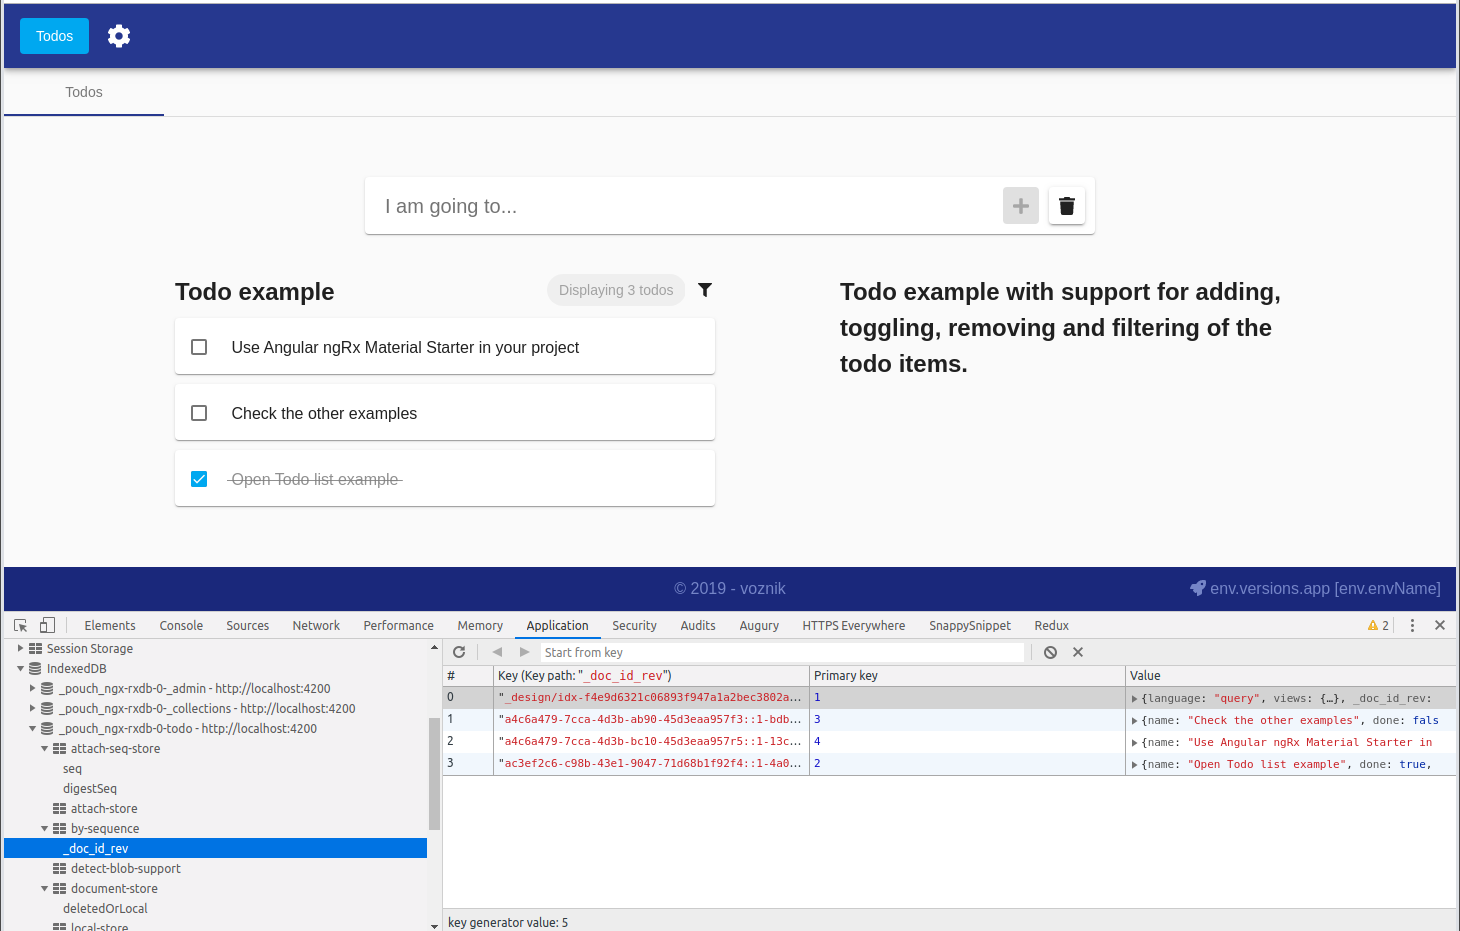 Todos
Todos
I am going to...
Todo example
Displaying 3 todos
Use Angular ngRx Material Starter in your project
Check the other examples
Open Todo list example
Todo example with support for adding,
toggling, removing and filtering of the
todo items.
© 2019 - voznik
env.versions.app [env.envName]
Elements Console Sources Network Performance Memory Application Security Audits Augury HTTPS Everywhere SnappySnippet Redux 2
Session Storage
IndexedDB
_pouch_ngx-rxdb-0-_admin - http://localhost:4200
_pouch_ngx-rxdb-0-_collections - http://localhost:4200
_pouch_ngx-rxdb-0-todo - http://localhost:4200
attach-seq-store
seq
digestSeq
attach-store
by-sequence
_doc_id_rev
detect-blob-support
document-store
deletedOrLocal
local-store
Start from key
# Key (Key path: "_doc_id_rev") Primary key Value
0 "_design/idx-f4e9d6321c06893f947a1a2bec3802a... 1 {language: "query", views: {…}, _doc_id_rev:
1 "a4c6a479-7cca-4d3b-ab90-45d3eaa957f3::1-bdb... 3 {name: "Check the other examples", done: fals
2 "a4c6a479-7cca-4d3b-bc10-45d3eaa957r5::1-13c... 4 {name: "Use Angular ngRx Material Starter in
3 "ac3ef2c6-c98b-43e1-9047-71d68b1f92f4::1-4a0... 2 {name: "Open Todo list example", done: true,
key generator value: 5